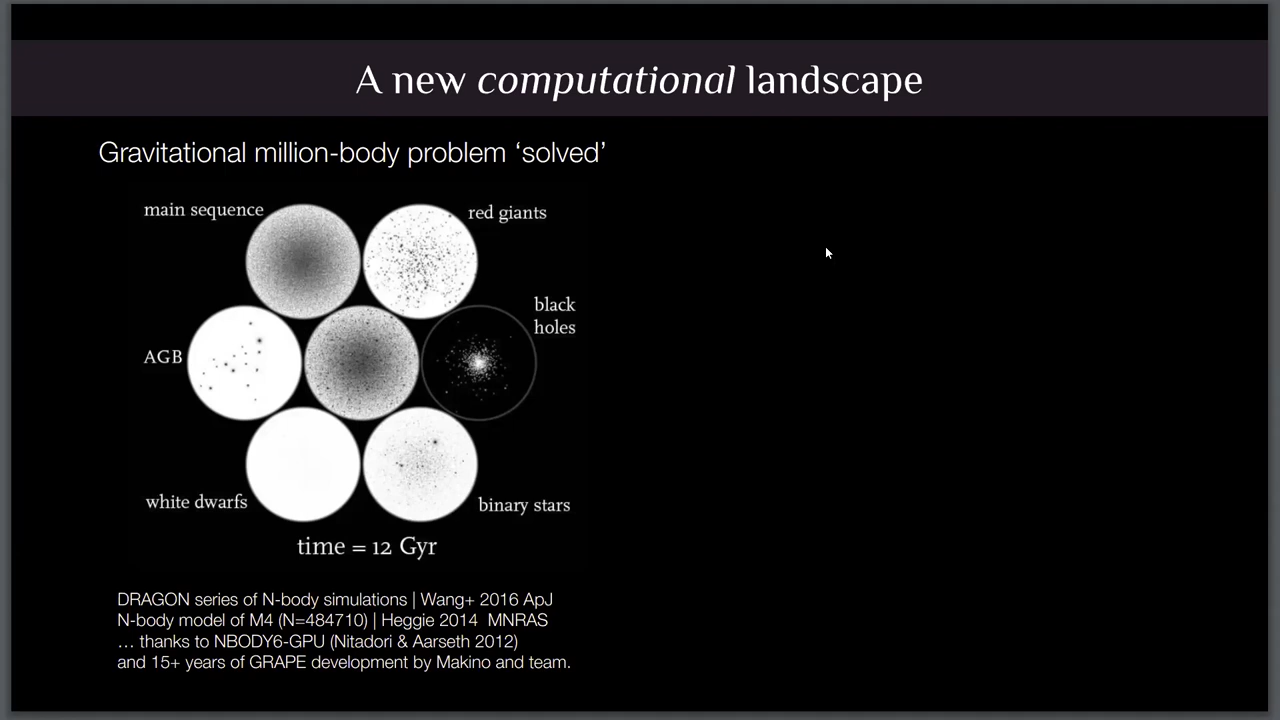 A new computational landscape
Gravitational million-body problem ‘solved’
main sequence
red giants
black
holes
AGB
white dwarfs
binary stars
time = 12 Gyr
DRAGON series of N-body simulations | Wang+ 2016 ApJ
N-body model of M4 (N=484710) | Heggie 2014 MNRAS
… thanks to NBODY6-GPU (Nitadori & Aarseth 2012)
and 15+ years of GRAPE development by Makino and team.